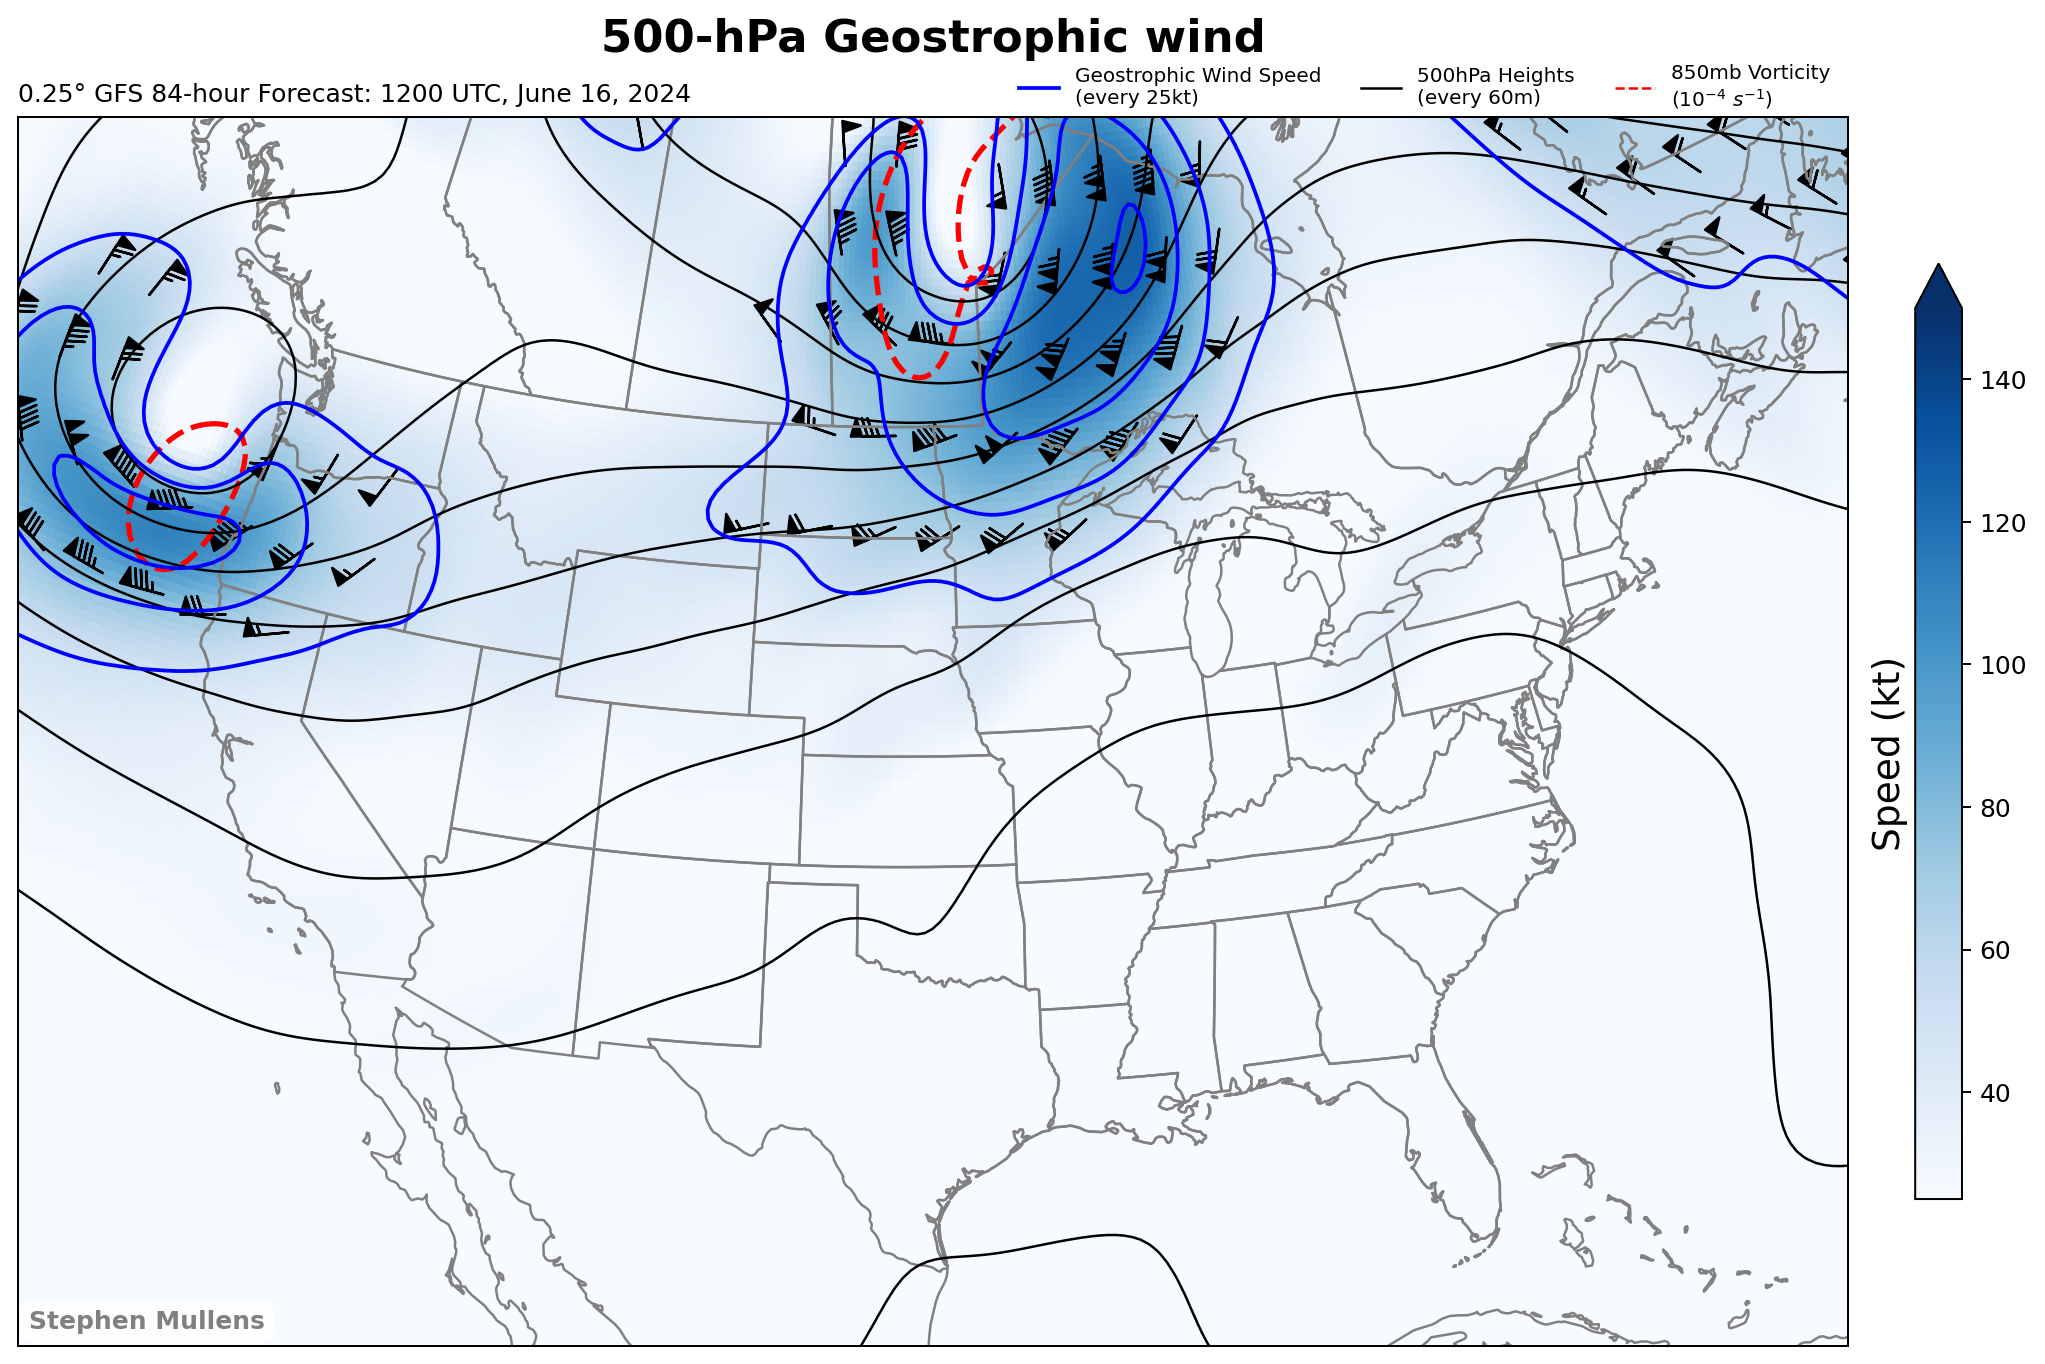 500-hPa Geostrophic wind
0.25° GFS 84-hour Forecast: 1200 UTC, June 16, 2024
Geostrophic Wind Speed
(every 25kt)
500hPa Heights
(every 60m)
850mb Vorticity
(10⁻⁴ s⁻¹)
140
120
100
80
60
40
Speed (kt)
Stephen Mullens